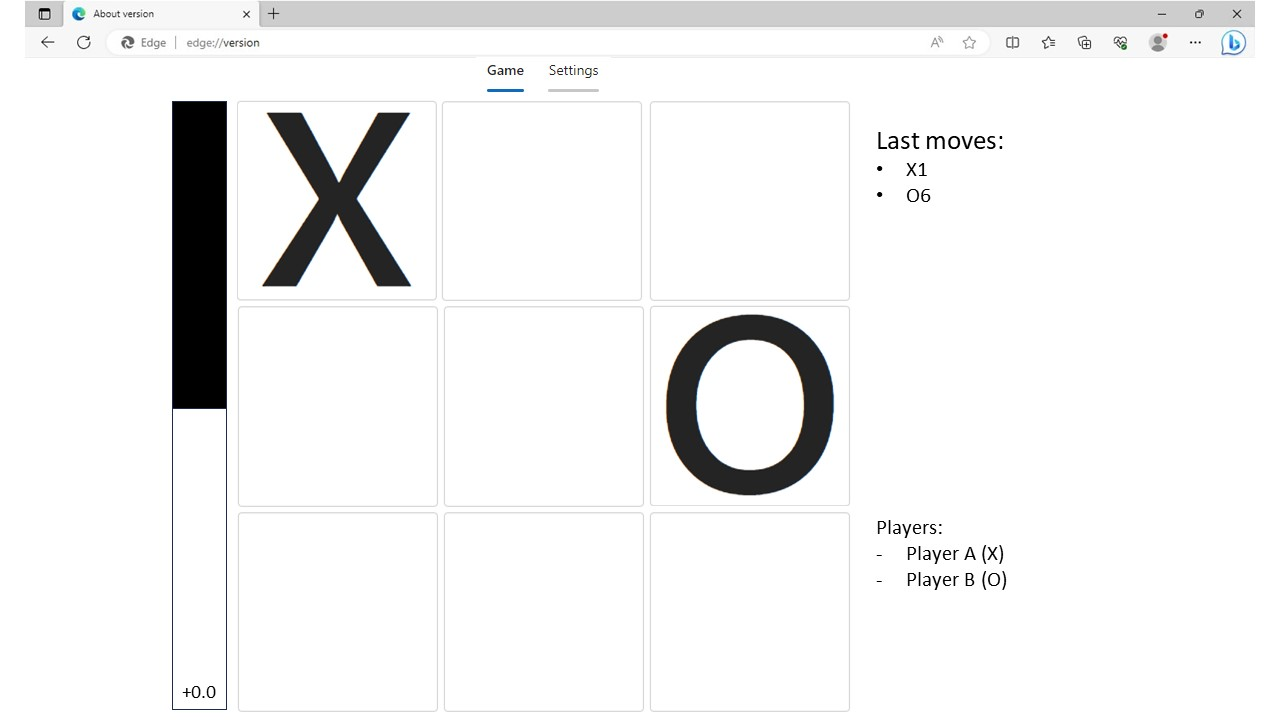 About version
Edge | edge://version
Game Settings
X
O
+0.0
Last moves:
• X1
• O6
Players:
- Player A (X)
- Player B (O)